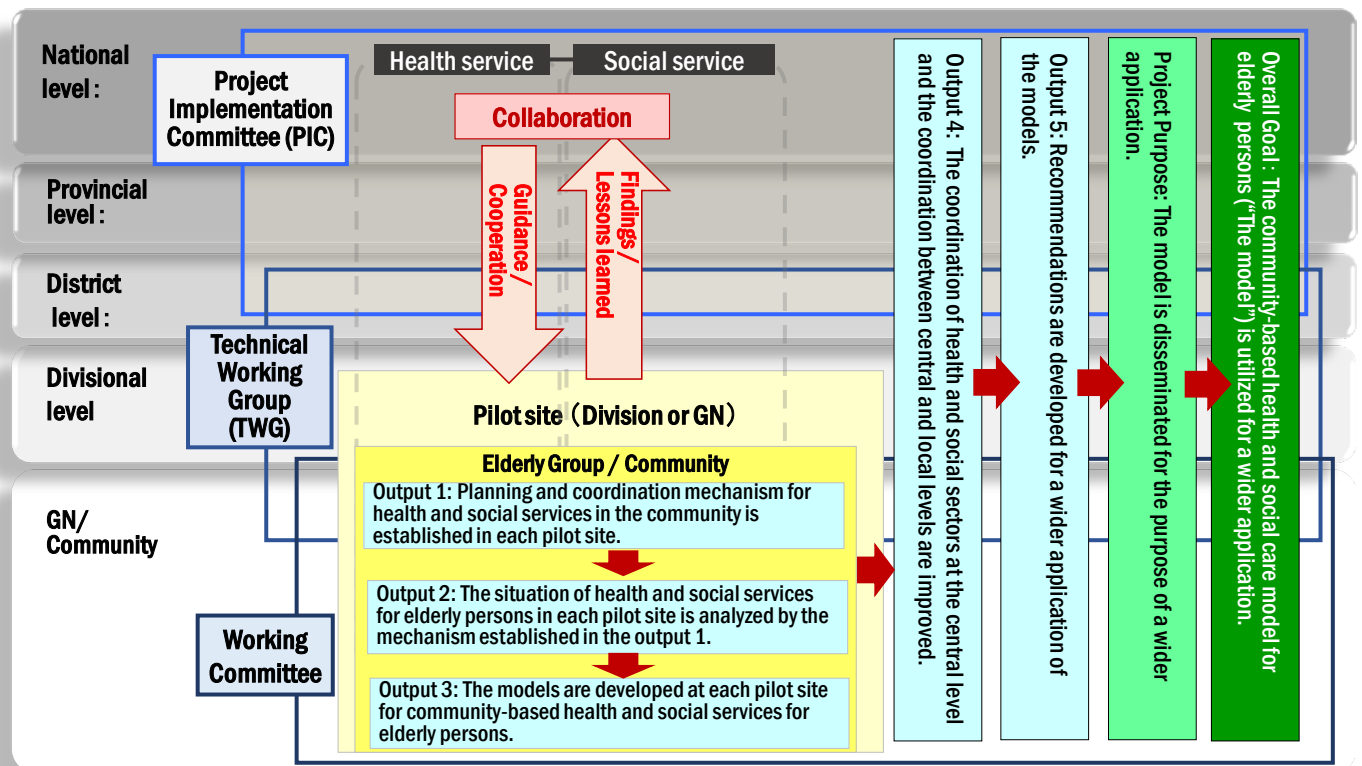 National
level :
Project
Implementation
Committee (PIC)
Health service
Social service
Collaboration
Guidance /
Cooperation
Findings /
Lessons learned
Provincial
level :
District
level :
Technical
Working
Group
(TWG)
Divisional
level
Pilot site（Division or GN）
Elderly Group / Community
Output 1: Planning and coordination mechanism for
health and social services in the community is
established in each pilot site.
Output 2: The situation of health and social services
for elderly persons in each pilot site is analyzed by the
mechanism established in the output 1.
Output 3: The models are developed at each pilot site
for community-based health and social services for
elderly persons.
GN/
Community
Working
Committee
Output 4: The coordination of health and social sectors at the central level
and the coordination between central and local levels are improved.
Output 5: Recommendations are developed for a wider application of
the models.
Project Purpose: The model is disseminated for the purpose of a wider
application.
Overall Goal : The community-based health and social care model for
elderly persons (“The model”) is utilized for a wider application.